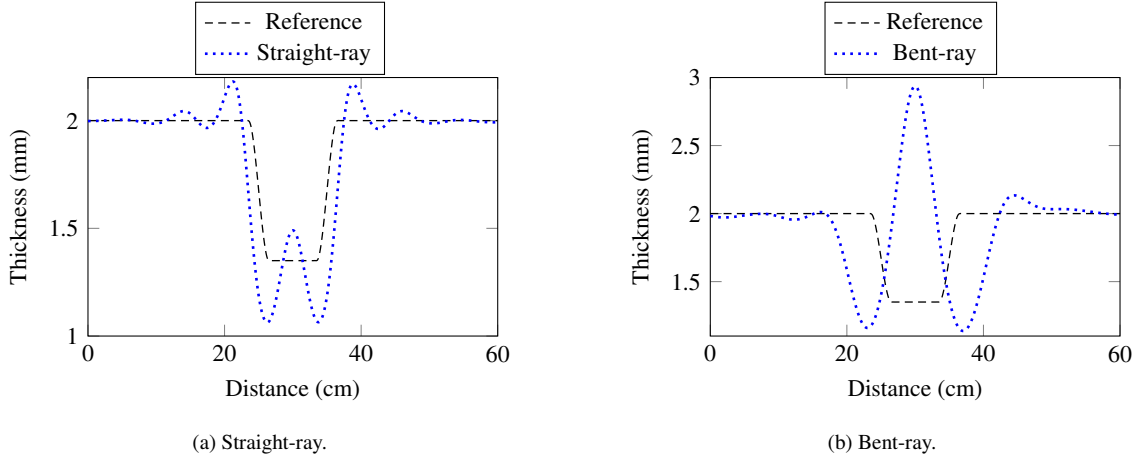 Reference
Straight-ray
2
1.5
1
0
20
40
60
Thickness (mm)
Distance (cm)
(a) Straight-ray.
Reference
Bent-ray
3
2.5
2
1.5
0
20
40
60
Thickness (mm)
Distance (cm)
(b) Bent-ray.